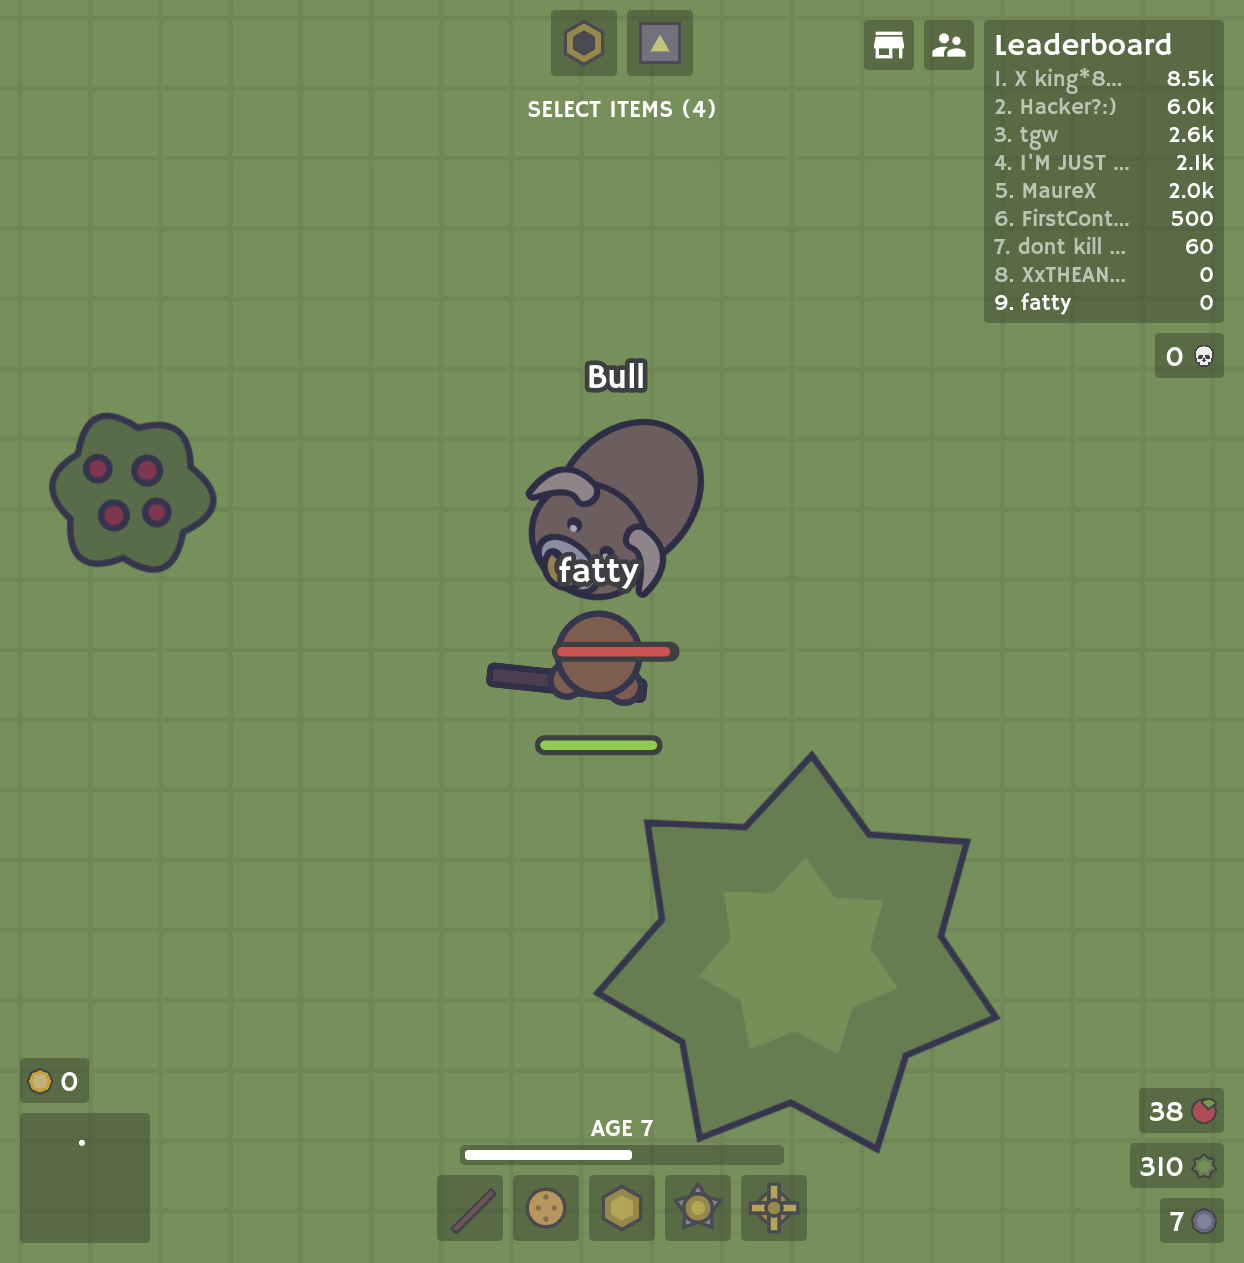 SELECT ITEMS (4)
Leaderboard
1. X king*8... 8.5k
2. Hacker?:) 6.0k
3. tgw 2.6k
4. I'M JUST ... 2.1k
5. MaureX 2.0k
6. FirstCont... 500
7. dont kill ... 60
8. XxTHEAN... 0
9. fatty 0
0
Bull
fatty
0
AGE 7
38
310
7